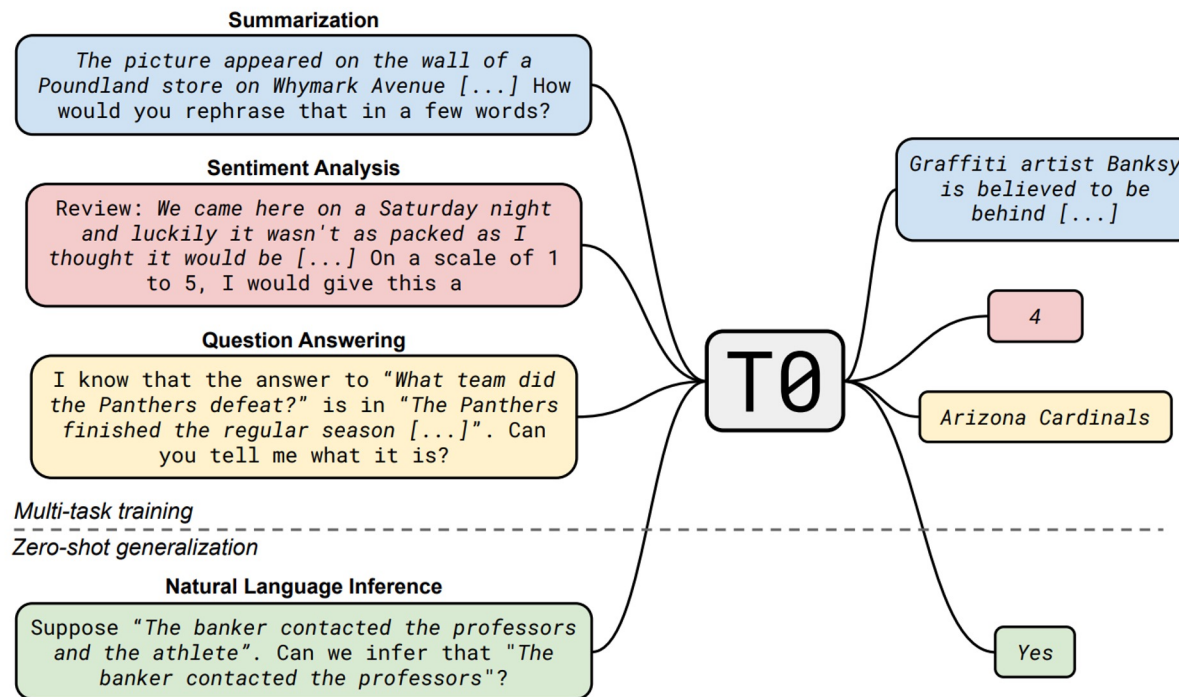 Summarization
The picture appeared on the wall of a
Poundland store on Whymark Avenue [...] How
would you rephrase that in a few words?
Sentiment Analysis
Review: We came here on a Saturday night
and luckily it wasn't as packed as I
thought it would be [...] On a scale of 1
to 5, I would give this a
Question Answering
I know that the answer to “What team did
the Panthers defeat?” is in “The Panthers
finished the regular season [...]”. Can
you tell me what it is?
Multi-task training
Zero-shot generalization
Natural Language Inference
Suppose “The banker contacted the professors
and the athlete”. Can we infer that "The
banker contacted the professors"?
T0
Graffiti artist Banksy
is believed to be
behind [...]
4
Arizona Cardinals
Yes